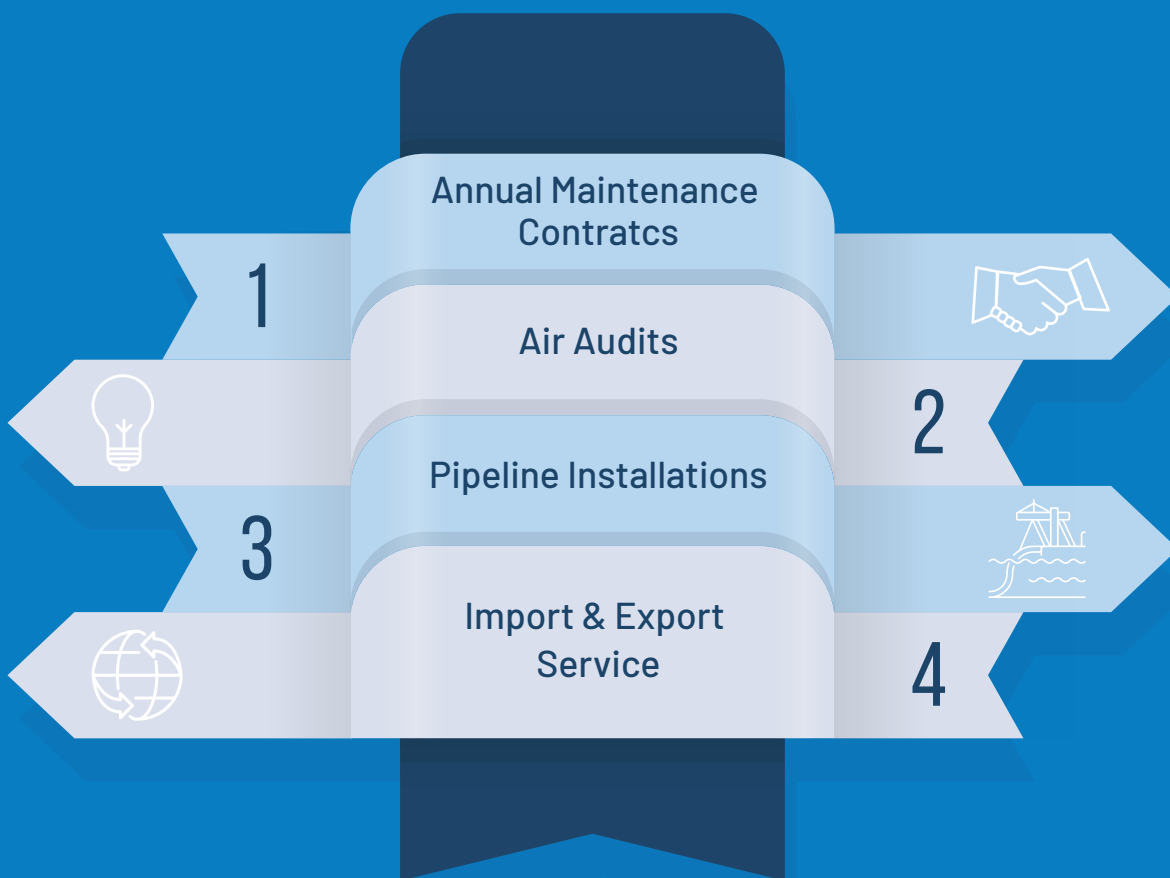 Annual Maintenance
Contratcs
1
Air Audits
2
Pipeline Installations
3
Import & Export
Service
4